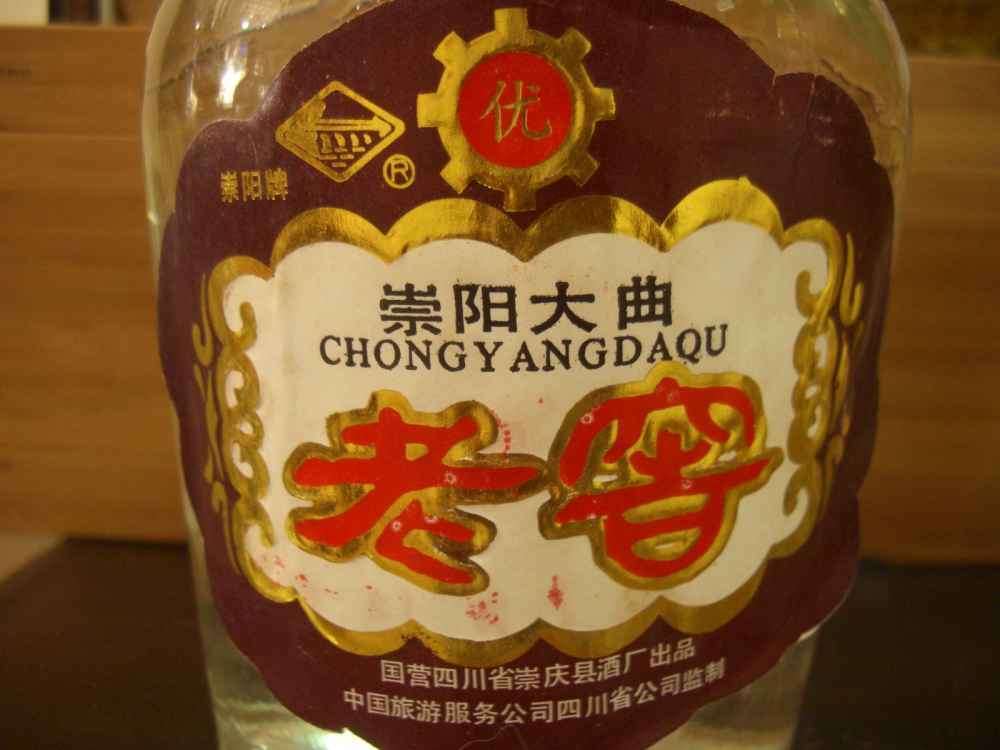 优
®
崇阳牌
崇阳大曲
CHONGYANGDAQU
老窖
国营四川省崇庆县酒厂出品
中国旅游服务公司四川省公司监制